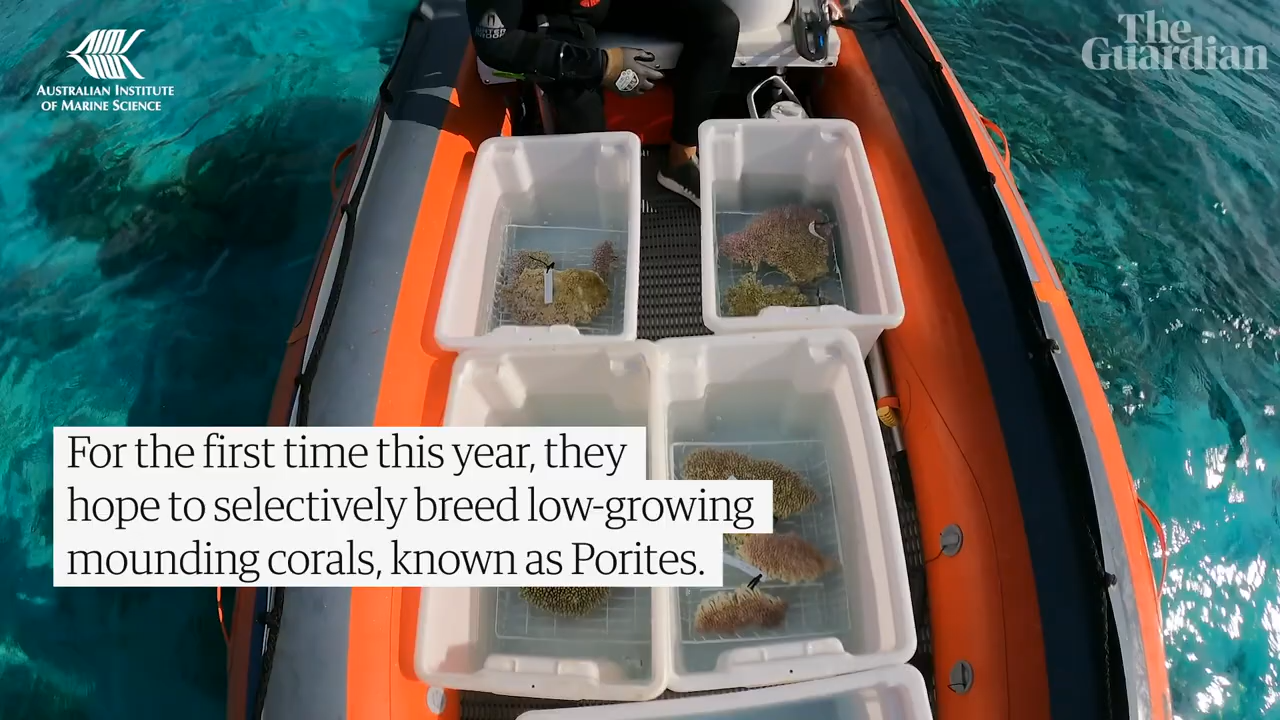 AUSTRALIAN INSTITUTE
OF MARINE SCIENCE
The
Guardian
For the first time this year, they
hope to selectively breed low-growing
mounding corals, known as Porites.